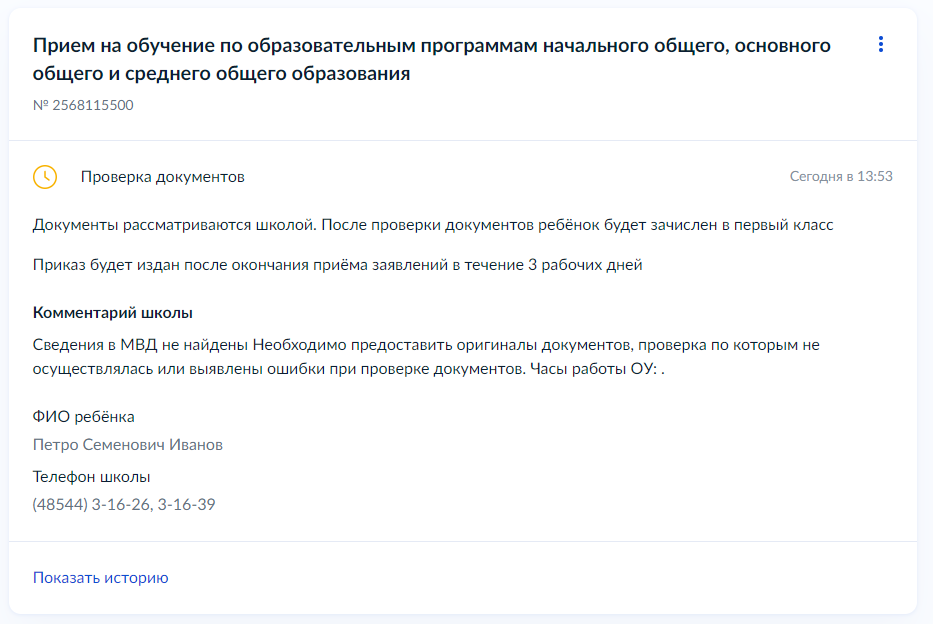 Прием на обучение по образовательным программам начального общего, основного
общего и среднего общего образования
№ 2568115500
Проверка документов
Сегодня в 13:53
Документы рассматриваются школой. После проверки документов ребёнок будет зачислен в первый класс
Приказ будет издан после окончания приёма заявлений в течение 3 рабочих дней
Комментарий школы
Сведения в МВД не найдены Необходимо предоставить оригиналы документов, проверка по которым не
осуществлялась или выявлены ошибки при проверке документов. Часы работы ОУ: .
ФИО ребёнка
Петро Семенович Иванов
Телефон школы
(48544) 3-16-26, 3-16-39
Показать историю